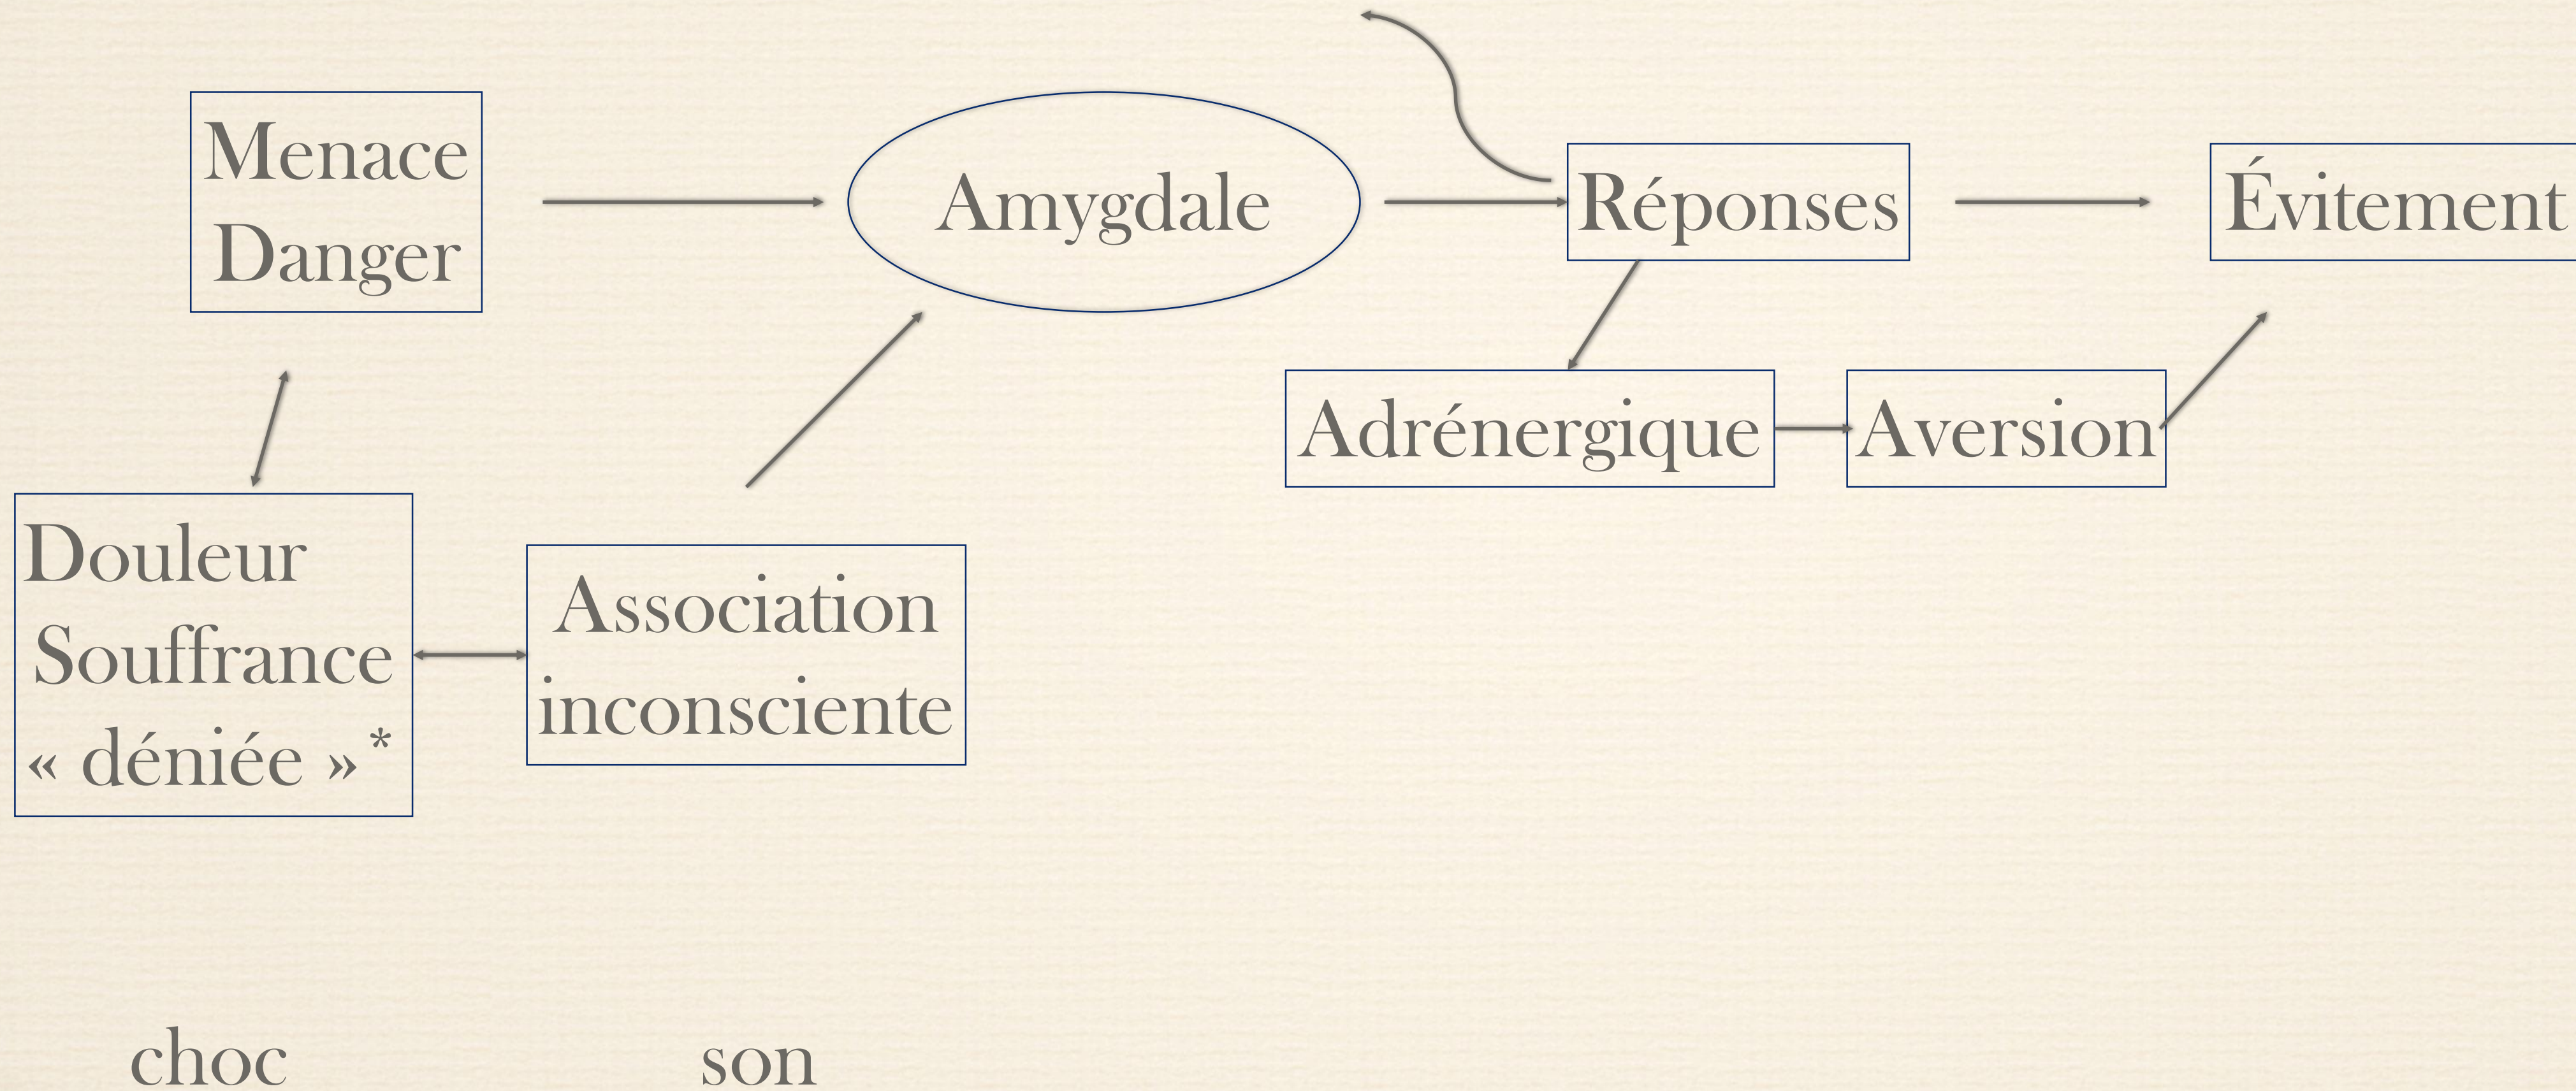 Menace
Danger
Amygdale
Réponses
Évitement
Adrénergique
Aversion
Douleur
Souffrance
« déniée »*
Association
inconsciente
choc
son